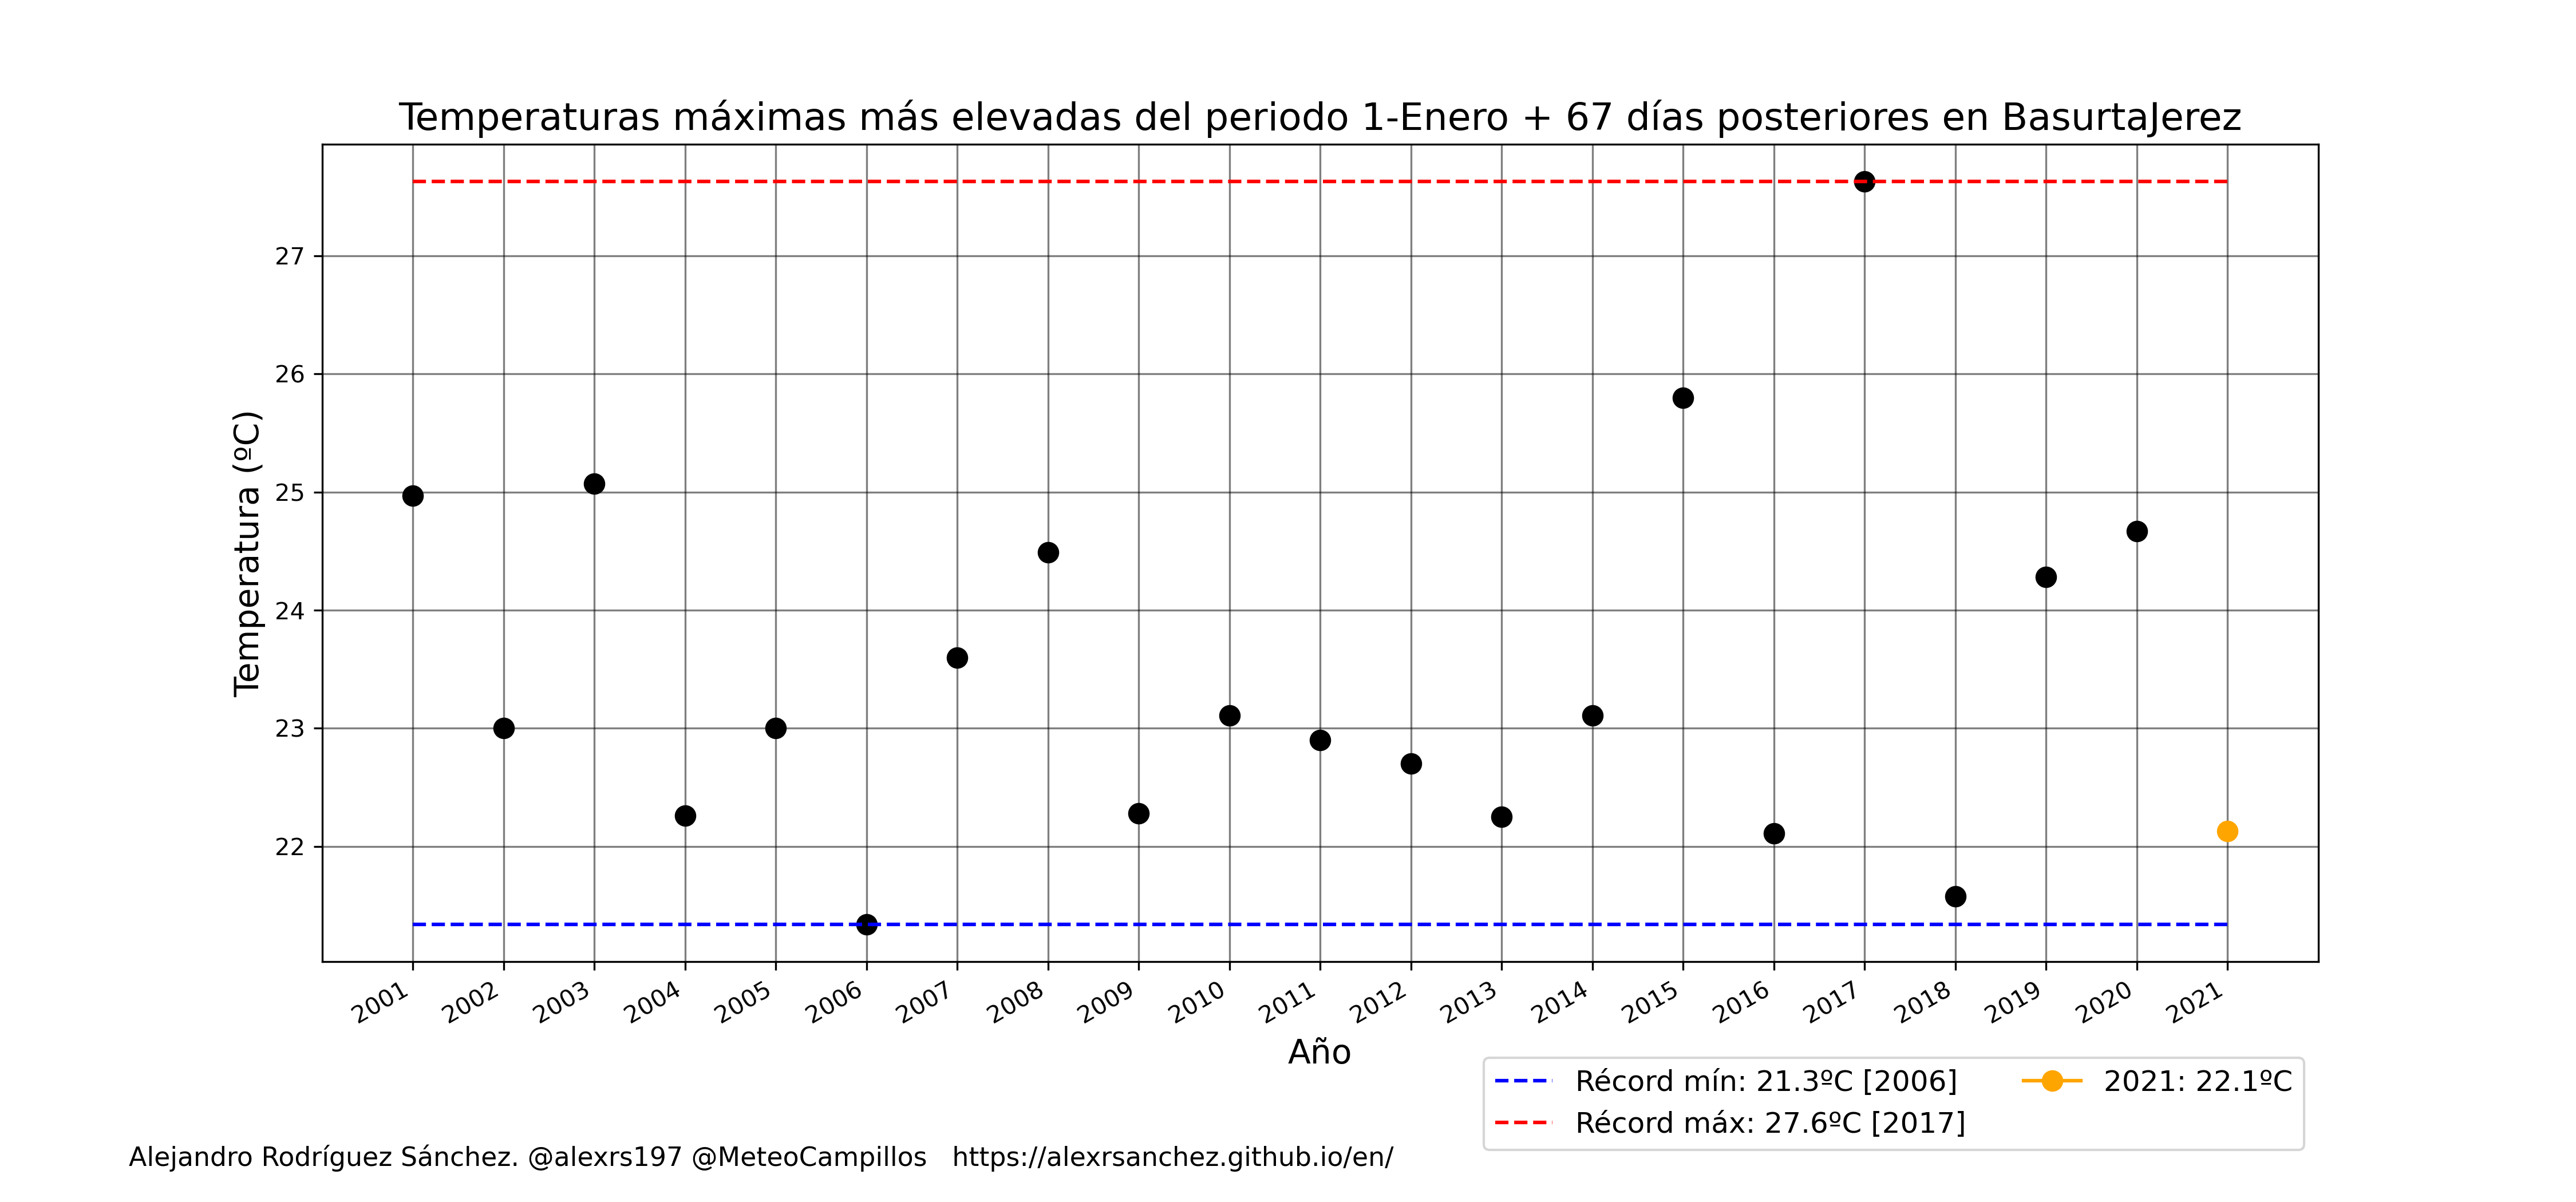 Temperaturas máximas más elevadas del periodo 1-Enero + 67 días posteriores en BasurtaJerez
Temperatura (ºC)
27
26
25
24
23
22
2001 2002 2003 2004 2005 2006 2007 2008 2009 2010 2011 2012 2013 2014 2015 2016 2017 2018 2019 2020 2021
Año
Récord mín: 21.3ºC [2006]
Récord máx: 27.6ºC [2017]
2021: 22.1ºC
Alejandro Rodríguez Sánchez. @alexrs197 @MeteoCampillos https://alexrsanchez.github.io/en/